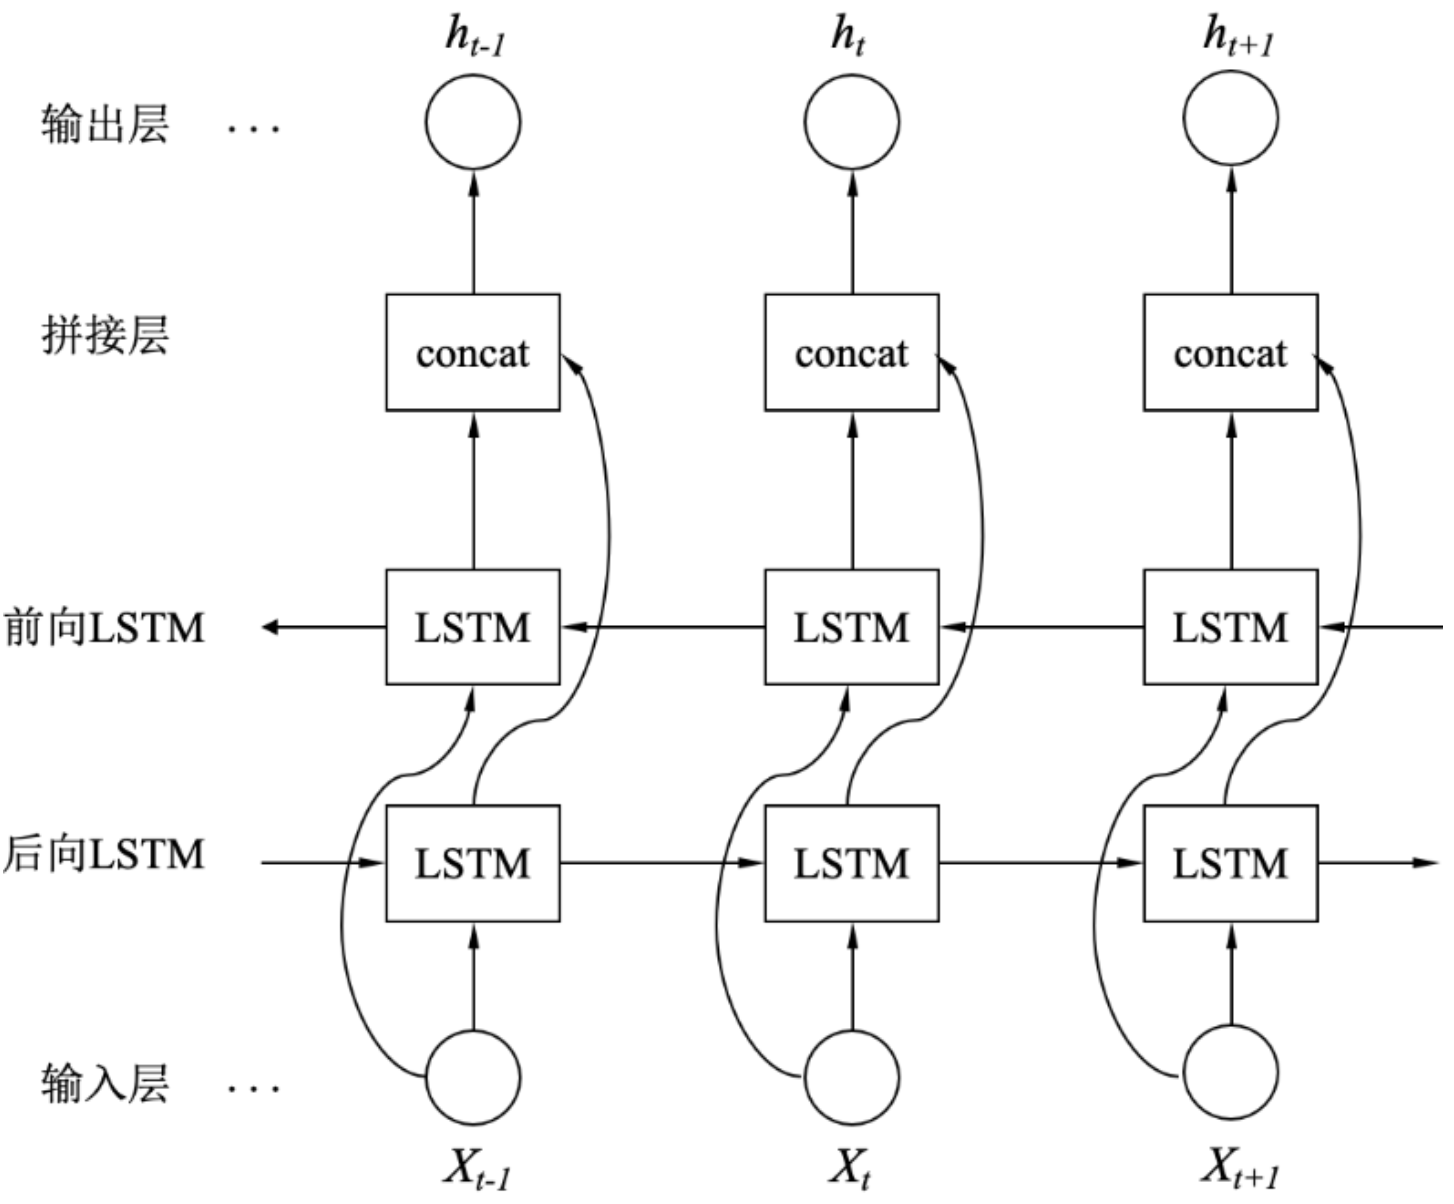 h_{t-1} h_t h_{t+1}
输出层 ...
拼接层 concat concat concat
前向LSTM LSTM LSTM LSTM
后向LSTM LSTM LSTM LSTM
输入层 ...
X_{t-1} X_t X_{t+1}